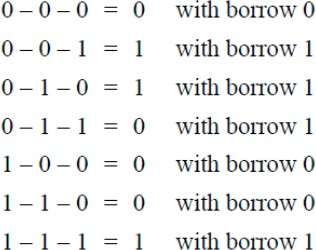 0 – 0 – 0 = 0 with borrow 0
0 – 0 – 1 = 1 with borrow 1
0 – 1 – 0 = 1 with borrow 1
0 – 1 – 1 = 0 with borrow 1
1 – 0 – 0 = 0 with borrow 0
1 – 1 – 0 = 0 with borrow 0
1 – 1 – 1 = 1 with borrow 1